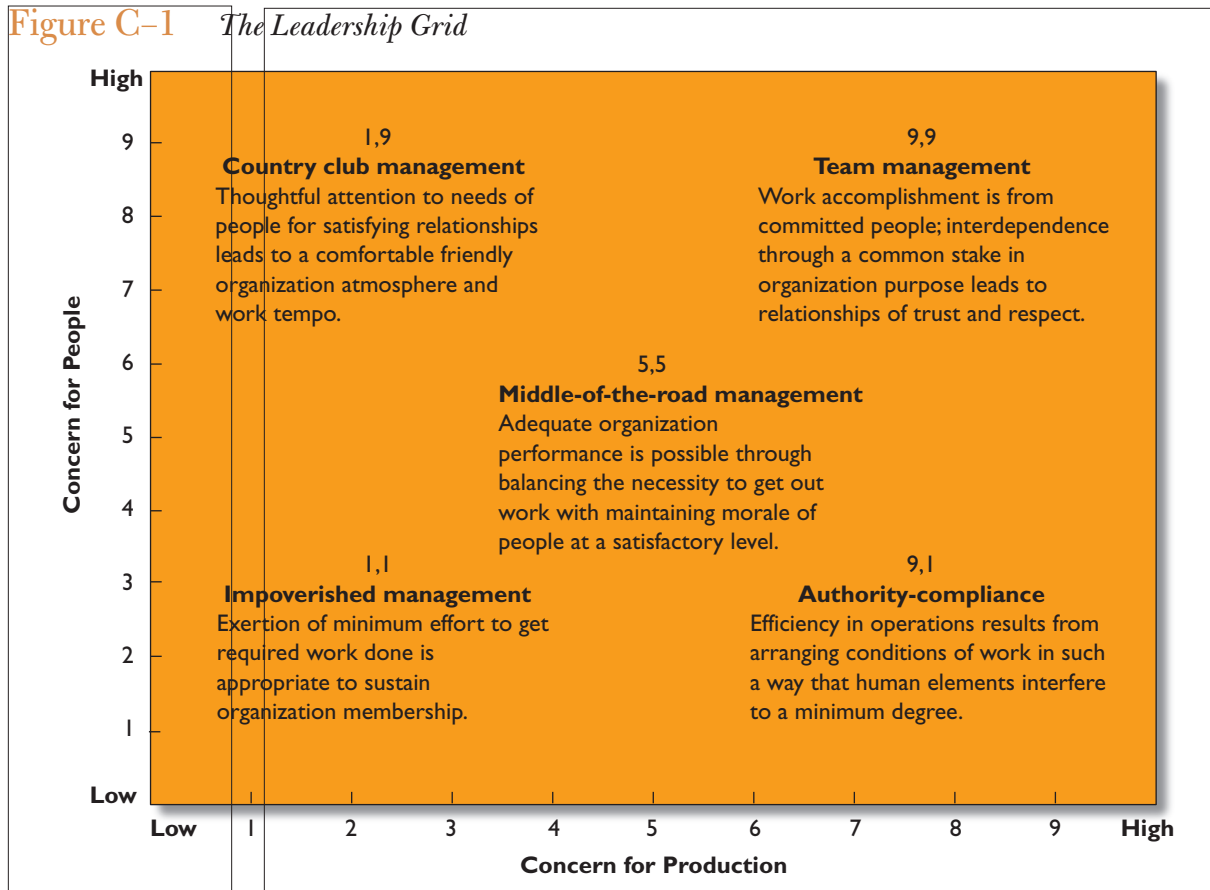 Figure C–1 The Leadership Grid
High
9
8
7
6
5
4
3
2
1
Low
Concern for People
1,9
Country club management
Thoughtful attention to needs of
people for satisfying relationships
leads to a comfortable friendly
organization atmosphere and
work tempo.
9,9
Team management
Work accomplishment is from
committed people; interdependence
through a common stake in
organization purpose leads to
relationships of trust and respect.
5,5
Middle-of-the-road management
Adequate organization
performance is possible through
balancing the necessity to get out
work with maintaining morale of
people at a satisfactory level.
1,1
Impoverished management
Exertion of minimum effort to get
required work done is
appropriate to sustain
organization membership.
9,1
Authority-compliance
Efficiency in operations results from
arranging conditions of work in such
a way that human elements interfere
to a minimum degree.
Low 1 2 3 4 5 6 7 8 9 High
Concern for Production